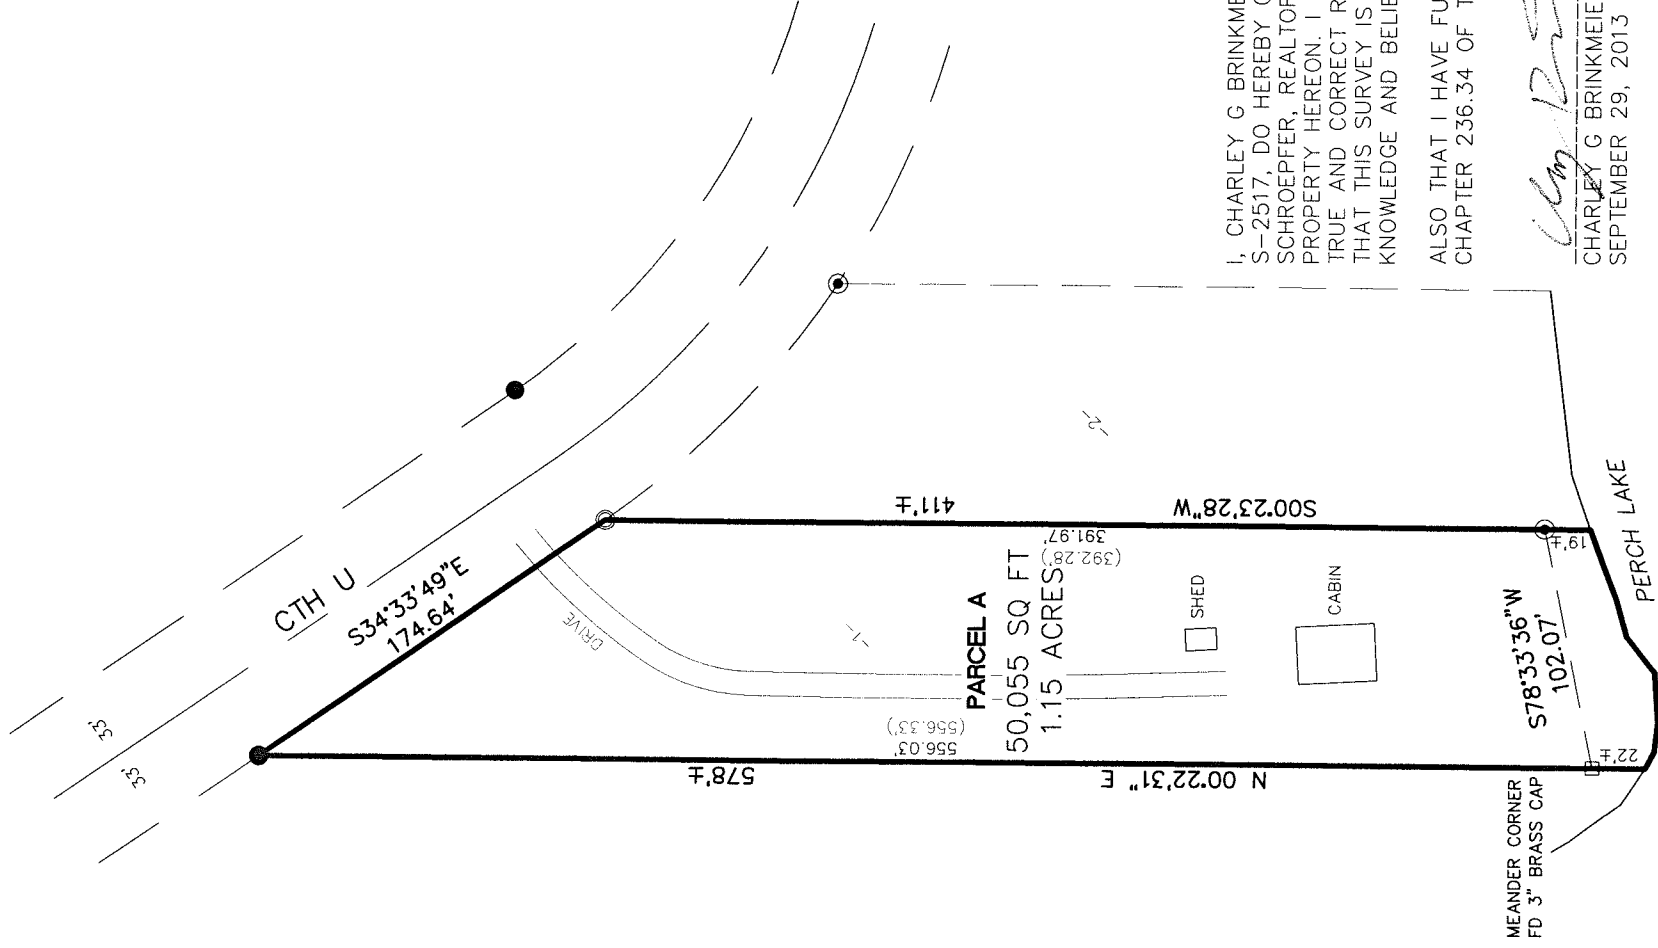 33'
33'
CTH U
S34°33'49"E
174.64'
DRIVE
-1-
-2-
411'±
S00°23'28"W
391.97'
(392.28')
PARCEL A
50,055 SQ FT
1.15 ACRES
SHED
CABIN
(556.33')
556.03'
578'±
N 00°22'31" E
19'±
S78°33'36"W
102.07'
22'±
PERCH LAKE
MEANDER CORNER
FD 3" BRASS CAP
I, CHARLEY G BRINKME
S-2517, DO HEREBY
SCHROEPFER, REALTOR
PROPERTY HEREON. I
TRUE AND CORRECT R
THAT THIS SURVEY IS
KNOWLEDGE AND BELIE
ALSO THAT I HAVE FU
CHAPTER 236.34 OF T
CHARLEY G BRINKMEIE
SEPTEMBER 29, 2013